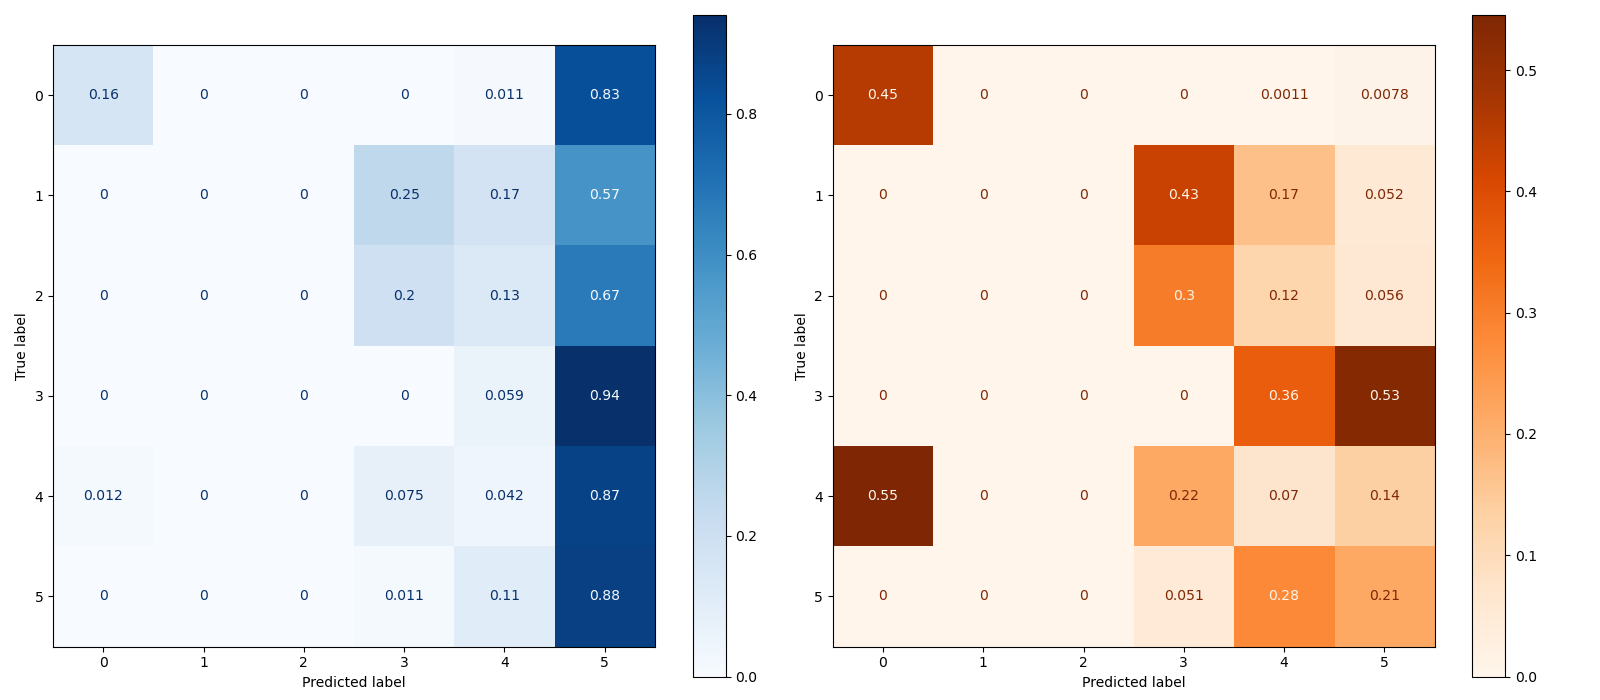 0 0.16 0 0 0 0.011 0.83
1 0 0 0 0.25 0.17 0.57
2 0 0 0 0.2 0.13 0.67
3 0 0 0 0 0.059 0.94
4 0.012 0 0 0.075 0.042 0.87
5 0 0 0 0.011 0.11 0.88
0 1 2 3 4 5
Predicted label
True label
0.8
0.6
0.4
0.2
0.0
0 0.45 0 0 0 0.0011 0.0078
1 0 0 0 0.43 0.17 0.052
2 0 0 0 0.3 0.12 0.056
3 0 0 0 0 0.36 0.53
4 0.55 0 0 0.22 0.07 0.14
5 0 0 0 0.051 0.28 0.21
0 1 2 3 4 5
Predicted label
True label
0.5
0.4
0.3
0.2
0.1
0.0